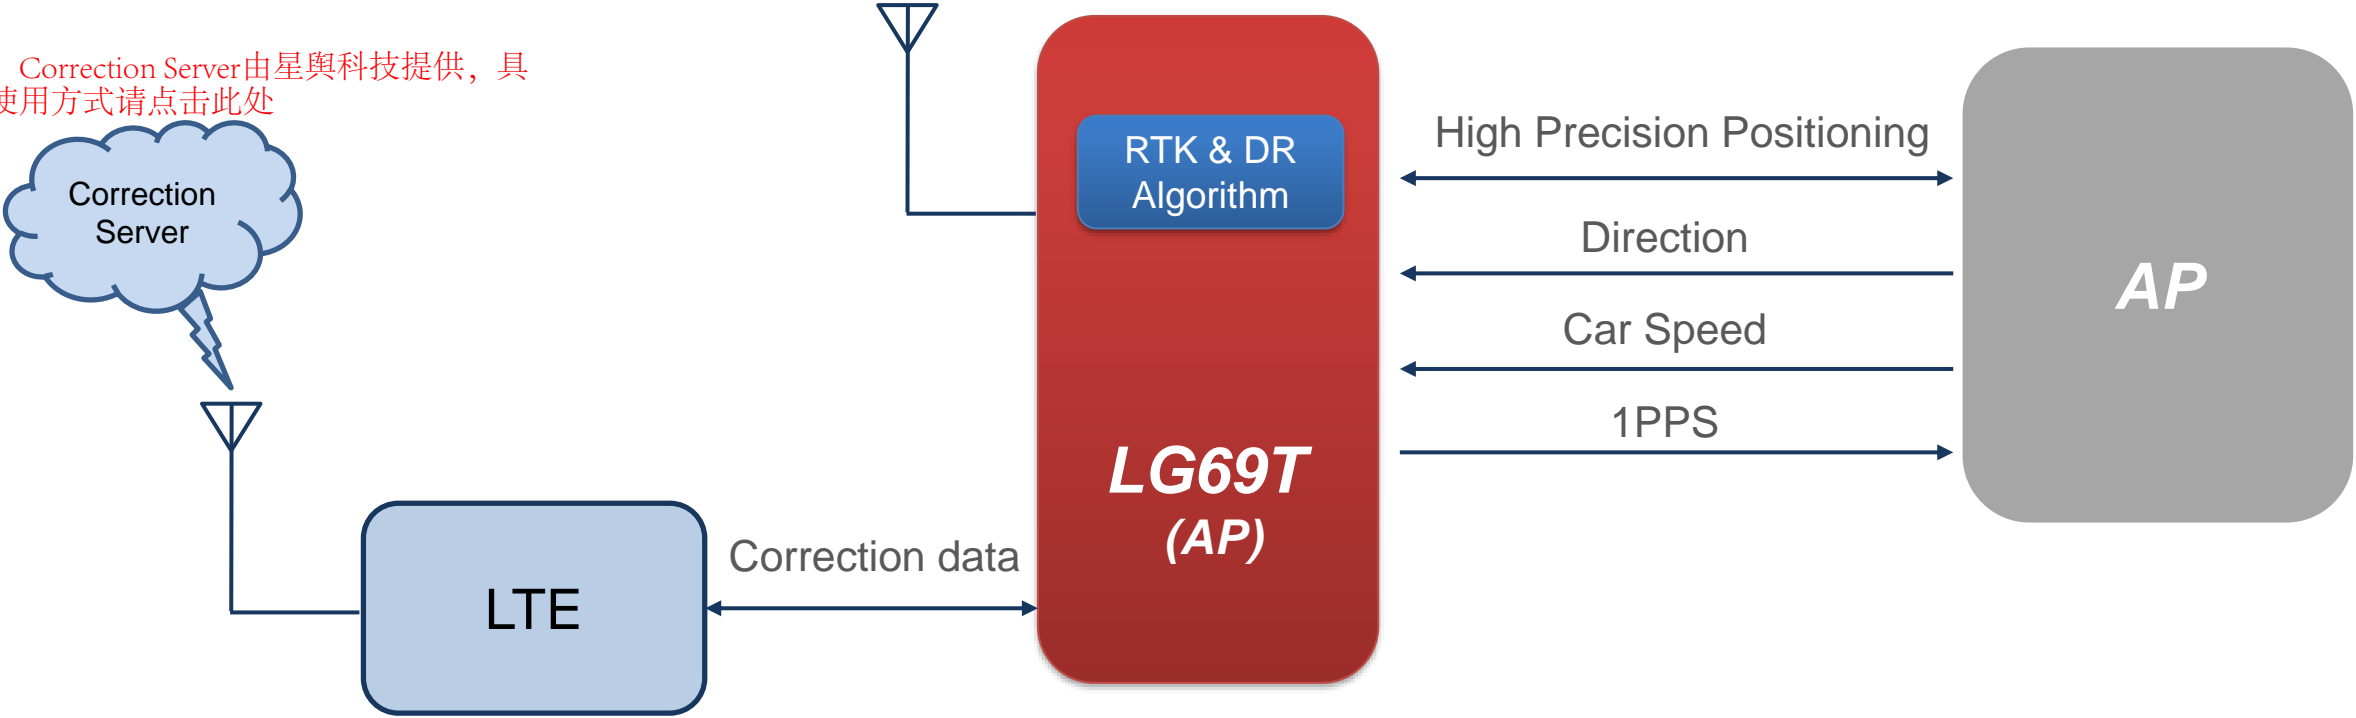 Correction Server由星舆科技提供，具
使用方式请点击此处
Correction
Server
RTK & DR
Algorithm
High Precision Positioning
Direction
Car Speed
1PPS
AP
LG69T
(AP)
Correction data
LTE